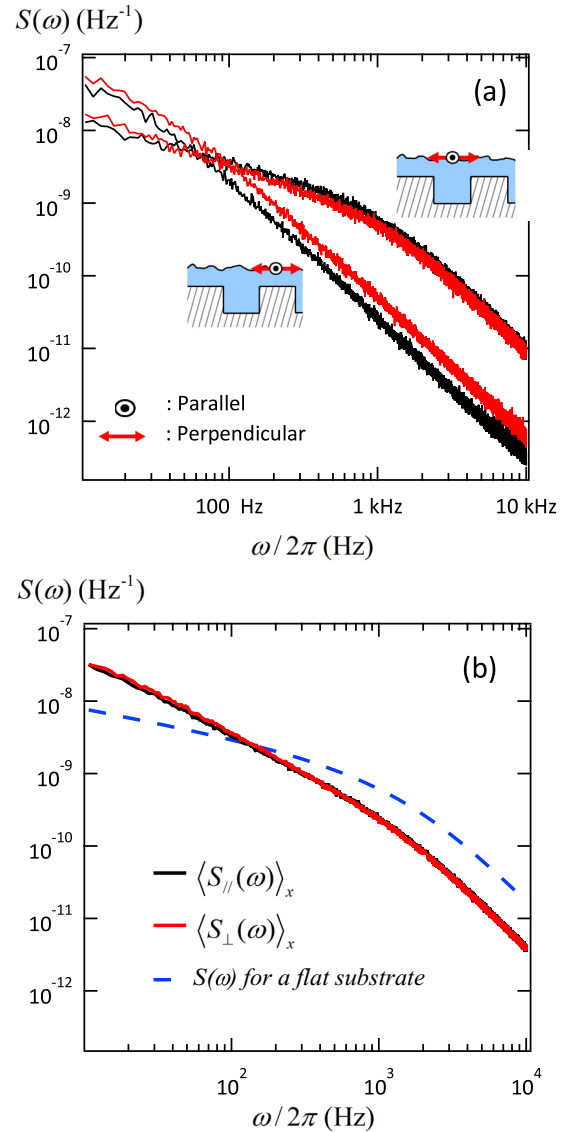 S(ω) (Hz⁻¹)
10⁻⁷
(a)
10⁻⁸
10⁻⁹
10⁻¹⁰
10⁻¹¹
10⁻¹²
: Parallel
: Perpendicular
100 Hz
1 kHz
10 kHz
ω/2π (Hz)
S(ω) (Hz⁻¹)
10⁻⁷
(b)
10⁻⁸
10⁻⁹
10⁻¹⁰
10⁻¹¹
10⁻¹²
⟨S//(ω)⟩ₓ
⟨S⊥(ω)⟩ₓ
S(ω) for a flat substrate
10²
10³
10⁴
ω/2π (Hz)